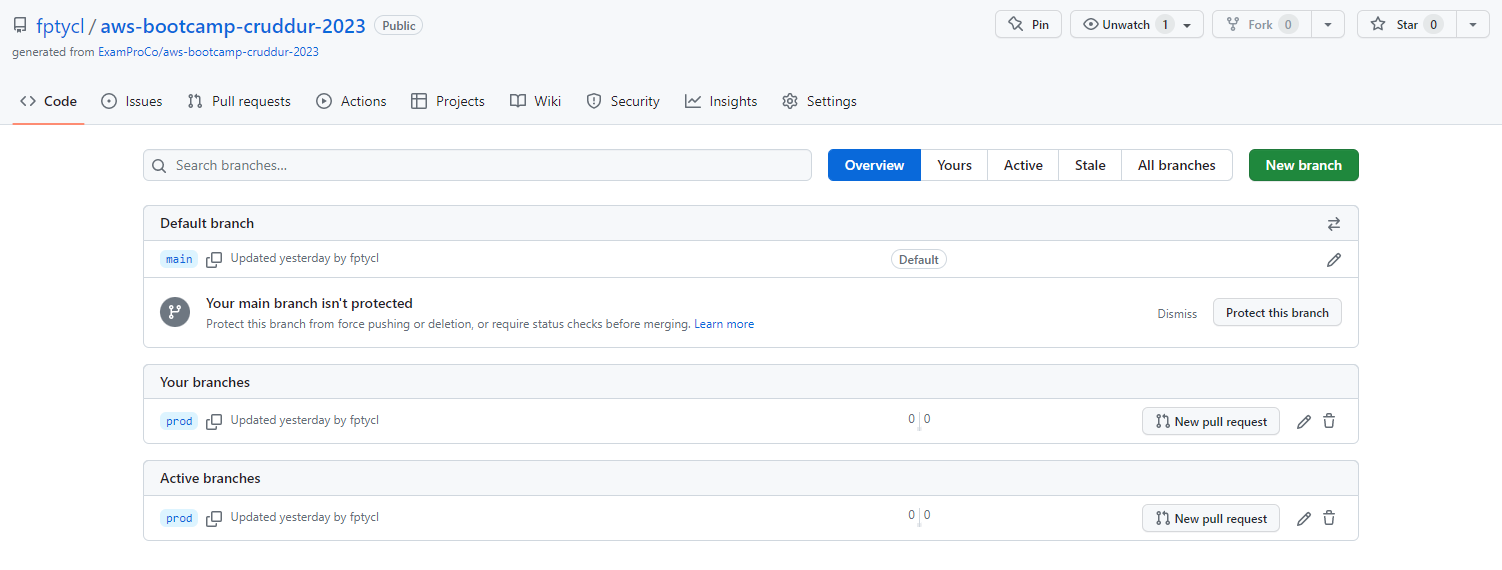 fptycl / aws-bootcamp-cruddur-2023 Public Pin Unwatch 1 Fork 0 Star 0
generated from ExamProCo/aws-bootcamp-cruddur-2023
Code Issues Pull requests Actions Projects Wiki Security Insights Settings
Search branches... Overview Yours Active Stale All branches New branch
Default branch
main Updated yesterday by fptycl Default
Your main branch isn't protected
Protect this branch from force pushing or deletion, or require status checks before merging. Learn more Dismiss Protect this branch
Your branches
prod Updated yesterday by fptycl 0 0 New pull request
Active branches
prod Updated yesterday by fptycl 0 0 New pull request